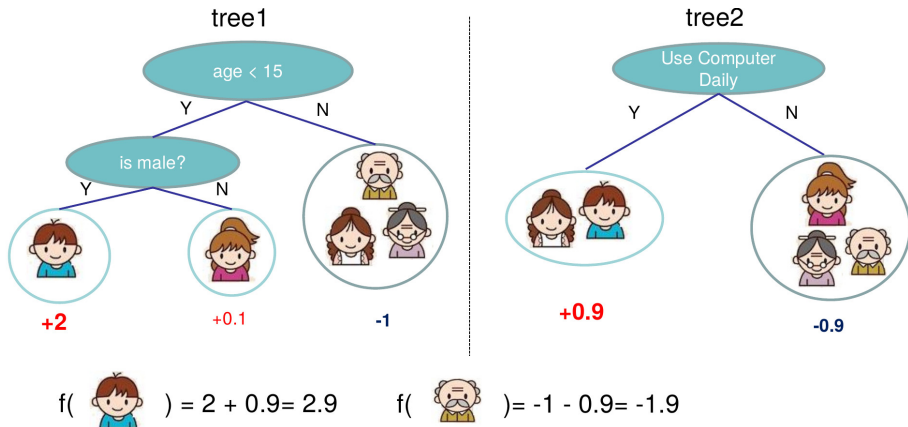 tree1
tree2
age < 15
Use Computer
Daily
Y
N
Y
N
is male?
Y
N
+2
+0.1
-1
+0.9
-0.9
f( ) = 2 + 0.9= 2.9
f( )= -1 - 0.9= -1.9